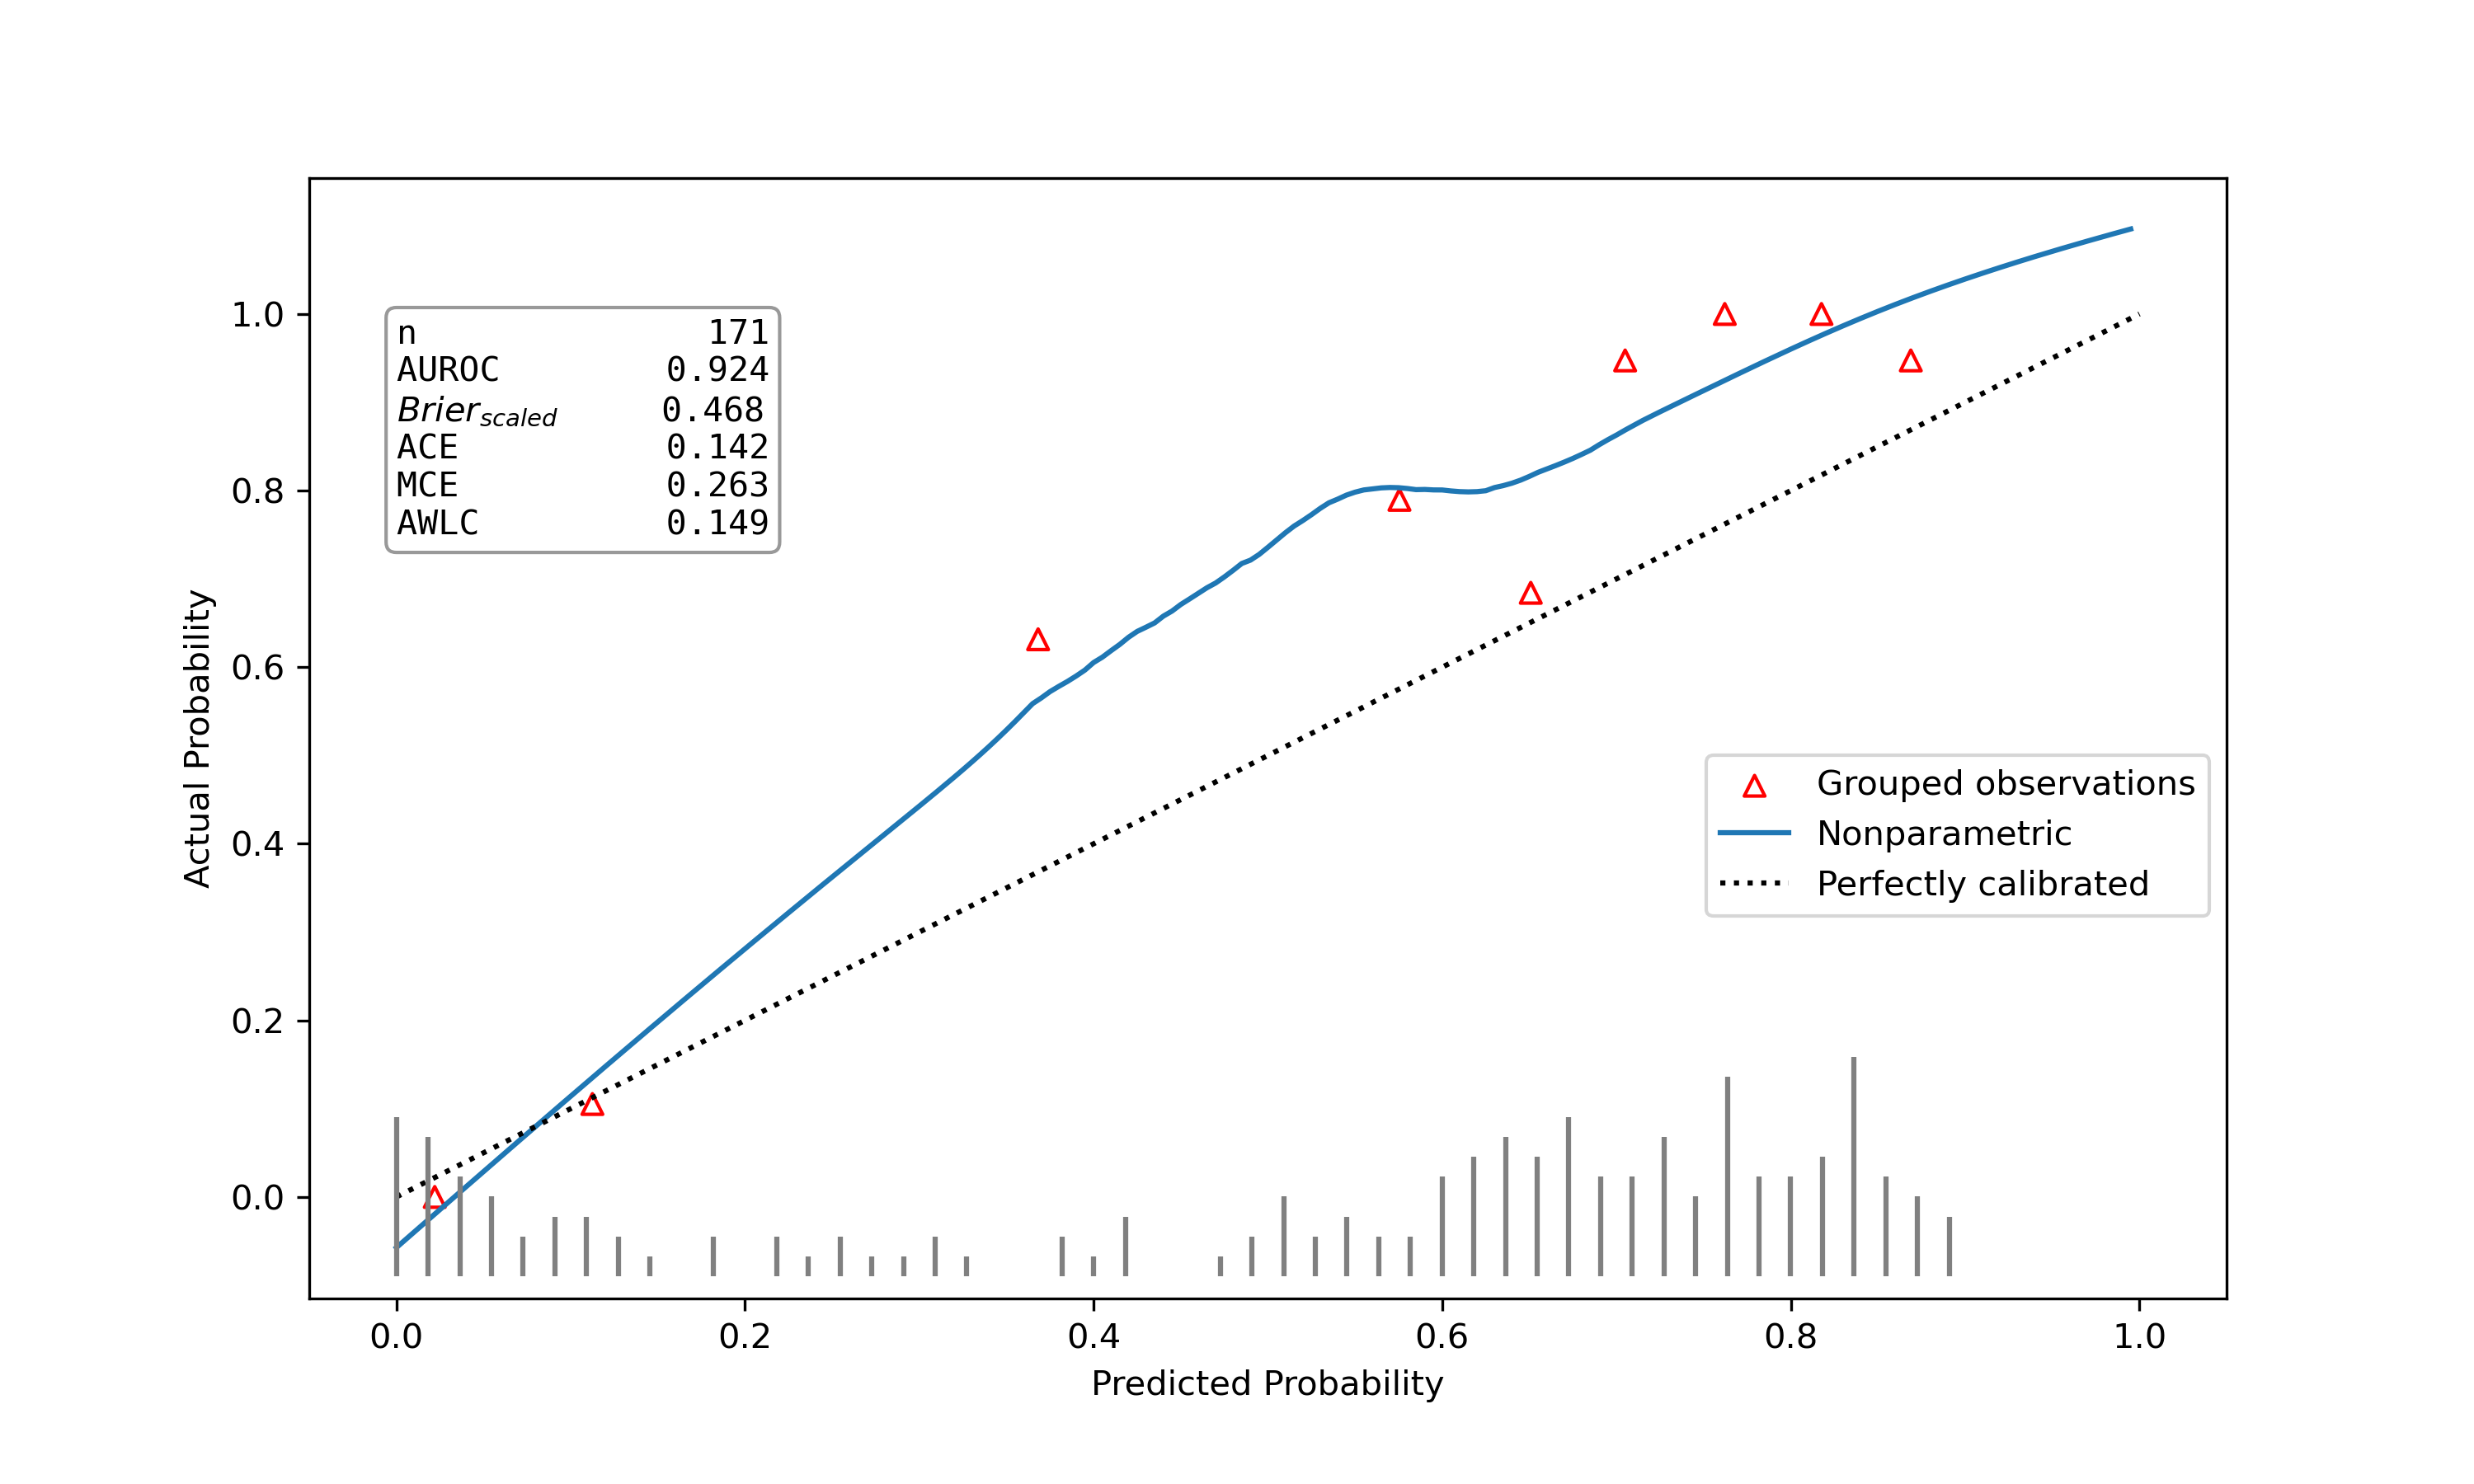 n 171
AUROC 0.924
Brier scaled 0.468
ACE 0.142
MCE 0.263
AWLC 0.149
1.0
0.8
0.6
0.4
0.2
0.0
Actual Probability
Grouped observations
Nonparametric
Perfectly calibrated
0.0 0.2 0.4 0.6 0.8 1.0
Predicted Probability